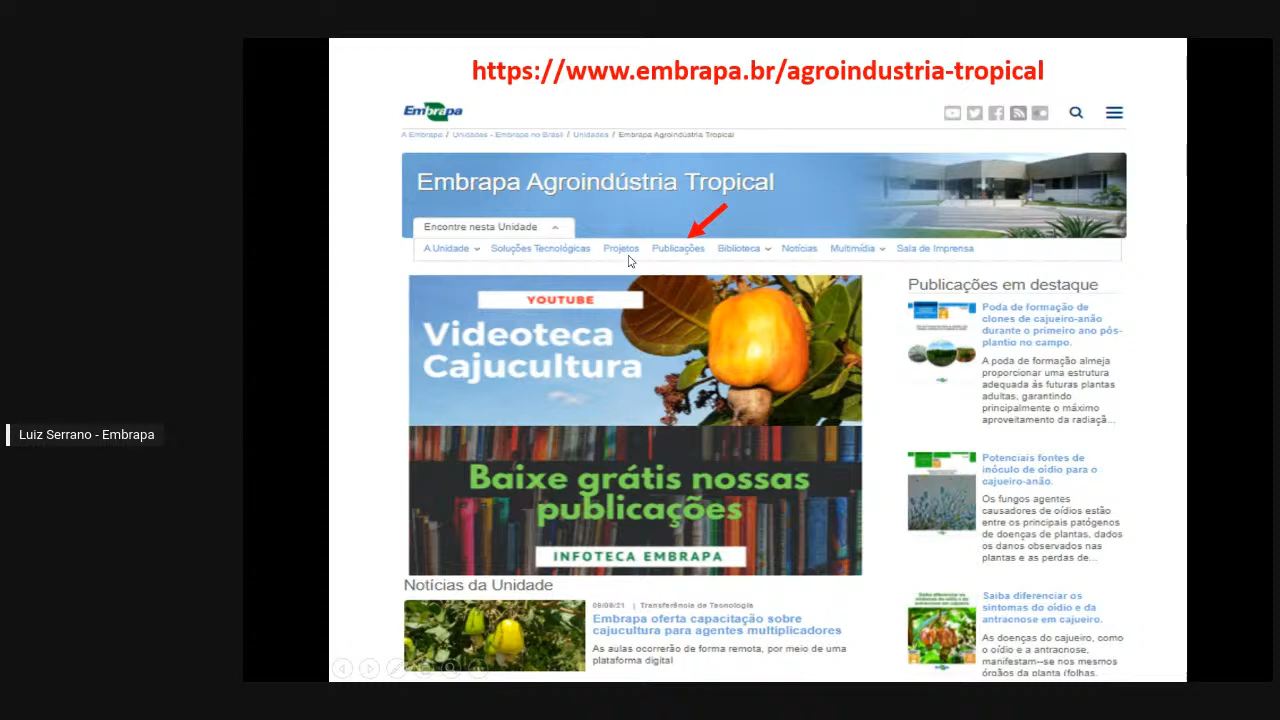 https://www.embrapa.br/agroindustria-tropical
Embrapa
A Embrapa / Unidades - Embrapa no Brasil / Unidades / Embrapa Agroindústria Tropical
Embrapa Agroindústria Tropical
Encontre nesta Unidade
A Unidade Soluções Tecnológicas Projetos Publicações Biblioteca Notícias Multimídia Sala de Imprensa
YOUTUBE
Videoteca
Cajucultura
Baixe grátis nossas
publicações
INFOTECA EMBRAPA
Notícias da Unidade
09/08/21 | Transferência de Tecnologia
Embrapa oferta capacitação sobre
cajucultura para agentes multiplicadores
As aulas ocorrerão de forma remota, por meio de uma
plataforma digital
Publicações em destaque
Poda de formação de
clones de cajueiro-anão
durante o primeiro ano pós-
plantio no campo.
A poda de formação almeja
proporcionar uma estrutura
adequada ás futuras plantas
adultas, garantindo
principalmente o máximo
aproveitamento da radiaçã...
Potenciais fontes de
inóculo de oídio para o
cajueiro-anão.
Os fungos agentes
causadores de oídios estão
entre os principais patógenos
de doenças de plantas, dados
os danos observados nas
plantas e as perdas de...
Saiba diferenciar os
sintomas do oídio e da
antracnose em cajueiro.
As doenças do cajueiro, como
o oídio e a antracnose,
manifestam--se nos mesmos
órgãos da planta (folhas,
Luiz Serrano - Embrapa